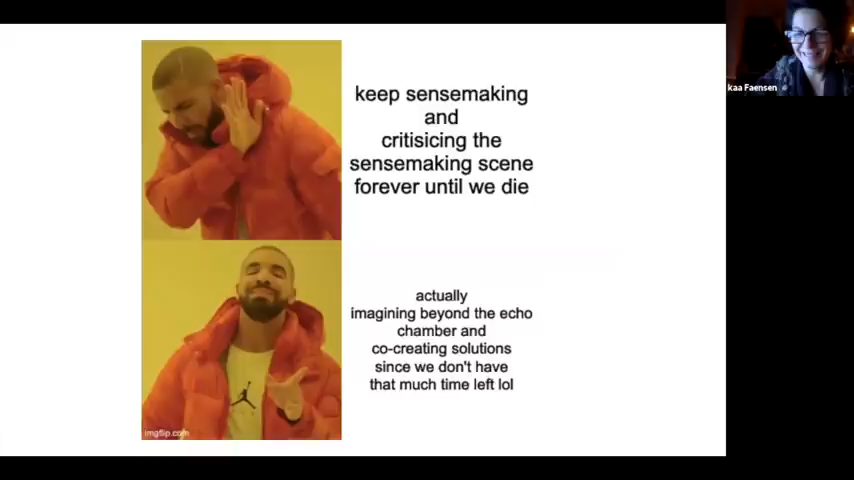 keep sensemaking
and
critisicing the
sensemaking scene
forever until we die
actually
imagining beyond the echo
chamber and
co-creating solutions
since we don't have
that much time left lol
imgflip.com
kaa Faensen